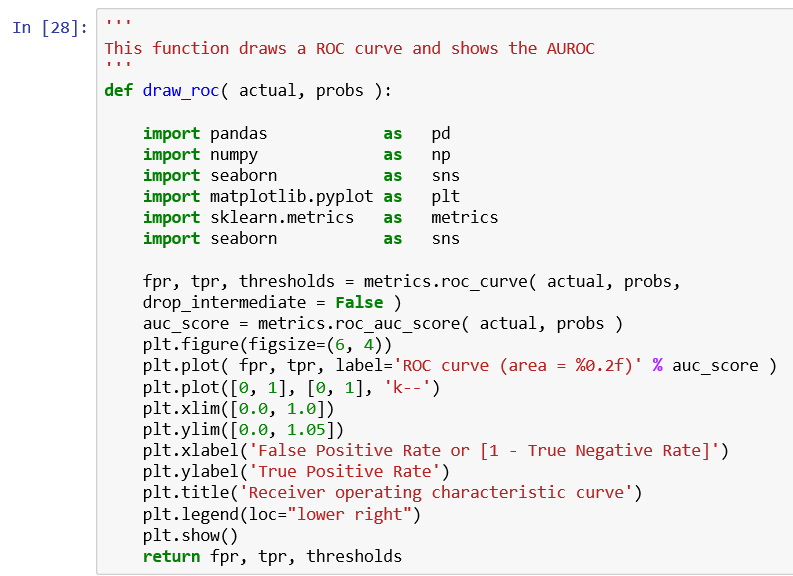 In [28]:
'''
This function draws a ROC curve and shows the AUROC
'''
def draw_roc( actual, probs ):
    import pandas            as   pd
    import numpy             as   np
    import seaborn           as   sns
    import matplotlib.pyplot as   plt
    import sklearn.metrics   as   metrics
    import seaborn           as   sns
    fpr, tpr, thresholds = metrics.roc_curve( actual, probs,
    drop_intermediate = False )
    auc_score = metrics.roc_auc_score( actual, probs )
    plt.figure(figsize=(6, 4))
    plt.plot( fpr, tpr, label='ROC curve (area = %0.2f)' % auc_score )
    plt.plot([0, 1], [0, 1], 'k--')
    plt.xlim([0.0, 1.0])
    plt.ylim([0.0, 1.05])
    plt.xlabel('False Positive Rate or [1 - True Negative Rate]')
    plt.ylabel('True Positive Rate')
    plt.title('Receiver operating characteristic curve')
    plt.legend(loc="lower right")
    plt.show()
    return fpr, tpr, thresholds